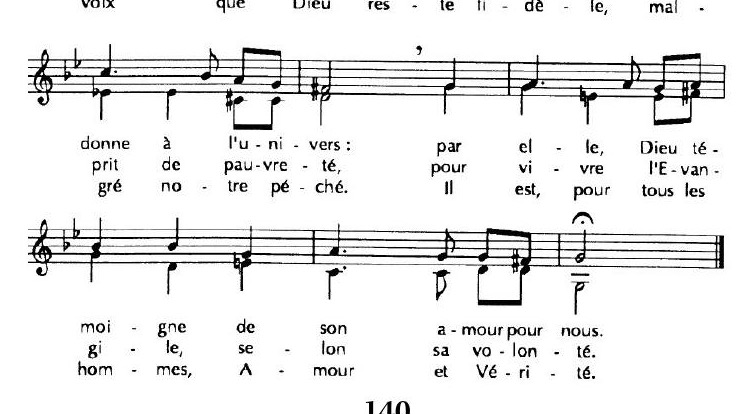 voix que Dieu res - te fi - dè - le, mal -
donne à l'u - ni - vers : par el - le, Dieu té -
prit de pau - vre - té, pour vi - vre l'E - van -
gré no - tre pé - ché. Il est, pour tous les
moi - gne de son a - mour pour nous.
gi - le, se - lon sa vo - lon - té.
hom - mes, A - mour et Vé - ri - té.
140